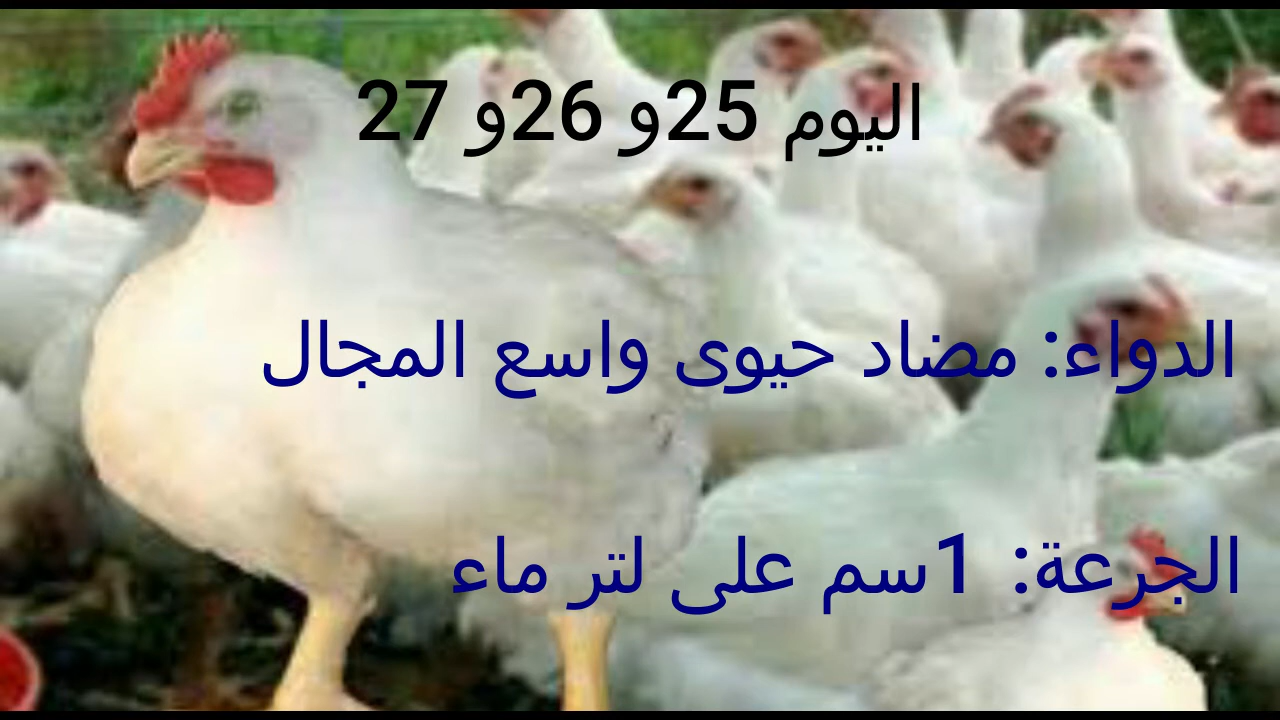 اليوم 25و 26و 27
الدواء: مضاد حيوى واسع المجال
الجرعة: 1سم على لتر ماء